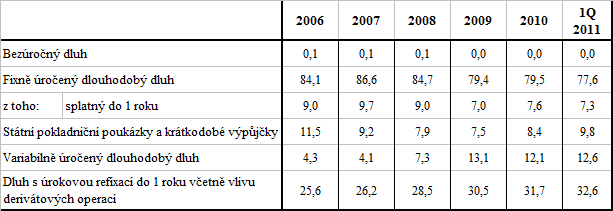 2006 2007 2008 2009 2010 1Q 2011
Bezúročný dluh 0,1 0,1 0,1 0,0 0,0 0,0
Fixně úročený dlouhodobý dluh 84,1 86,6 84,7 79,4 79,5 77,6
z toho: splatný do 1 roku 9,0 9,7 9,0 7,0 7,6 7,3
Státní pokladniční poukázky a krátkodobé výpůjčky 11,5 9,2 7,9 7,5 8,4 9,8
Variabilně úročený dlouhodobý dluh 4,3 4,1 7,3 13,1 12,1 12,6
Dluh s úrokovou refixací do 1 roku včetně vlivu
derivátových operací 25,6 26,2 28,5 30,5 31,7 32,6